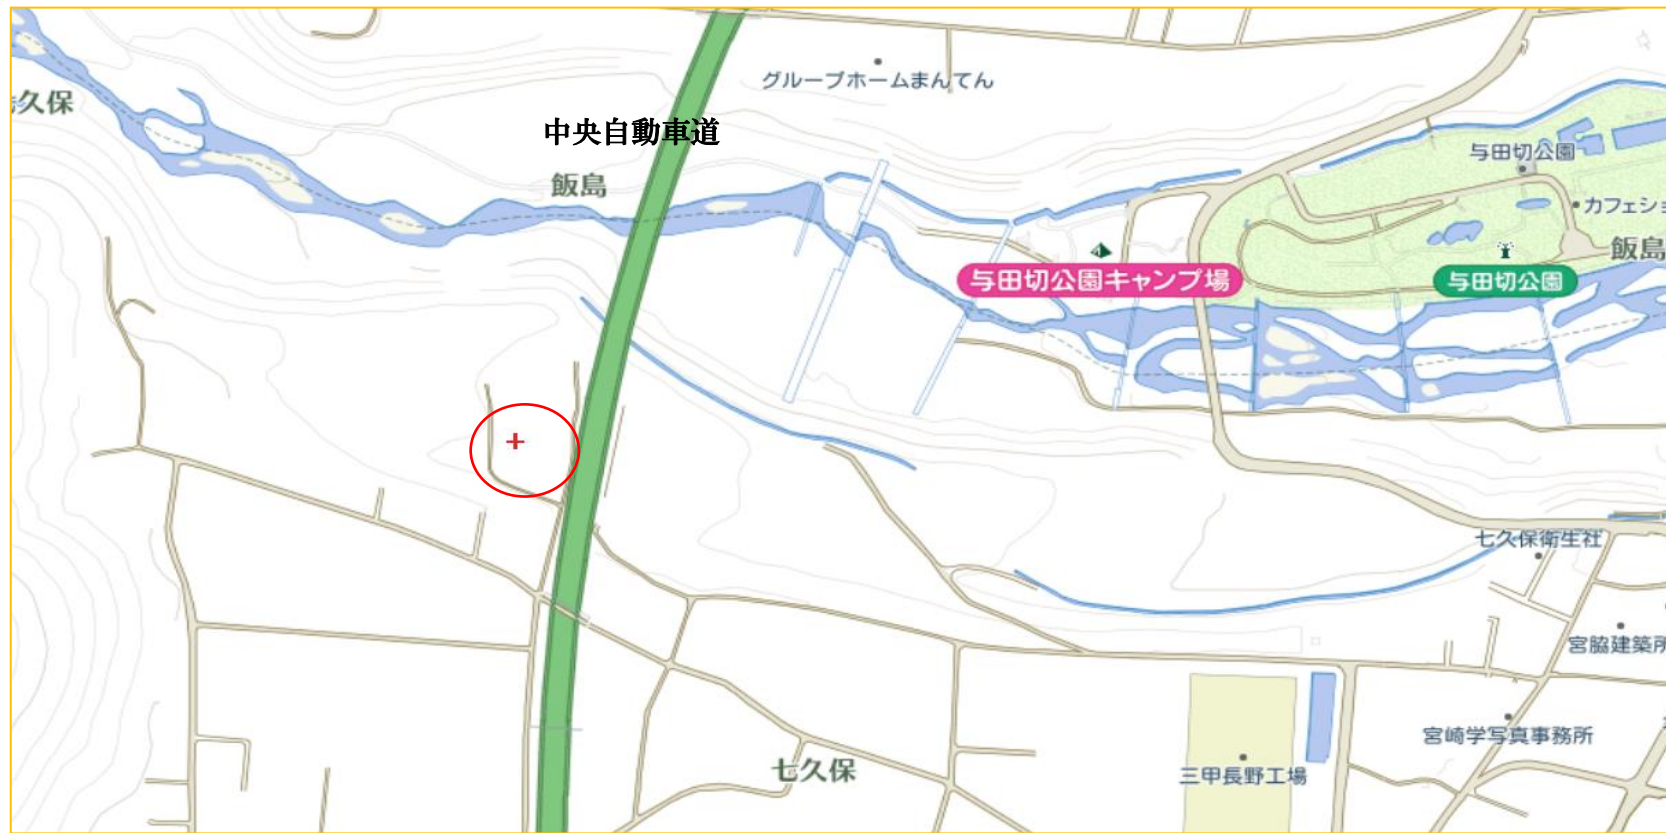 グループホームまんてん
久保
中央自動車道
飯島
与田切公園
カフェショ
飯島
与田切公園キャンプ場
与田切公園
七久保衛生社
宮脇建築所
宮崎学写真事務所
七久保
三甲長野工場